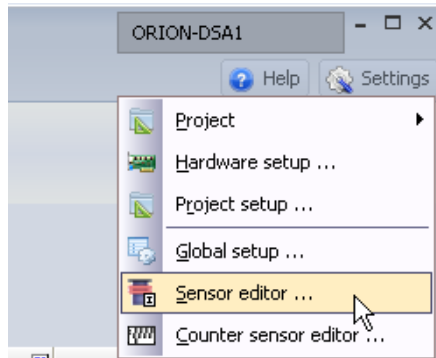 ORION-DSA1
Help Settings
Project
Hardware setup ...
Project setup ...
Global setup ...
Sensor editor ...
Counter sensor editor ...